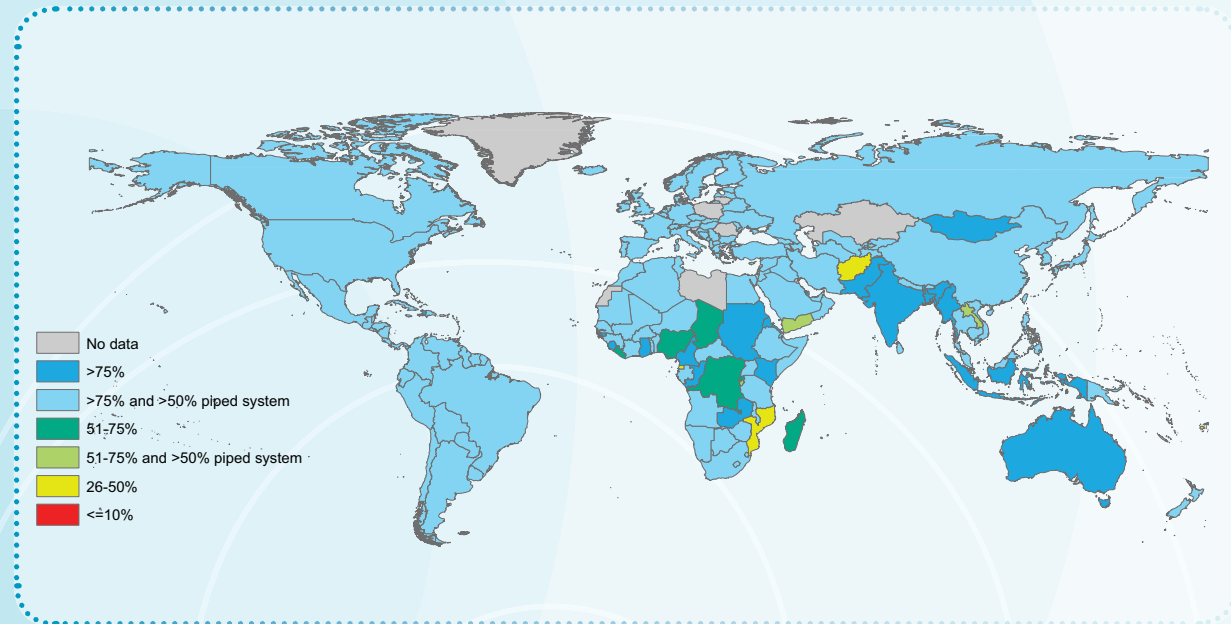 No data
>75%
>75% and >50% piped system
51-75%
51-75% and >50% piped system
26-50%
<=10%